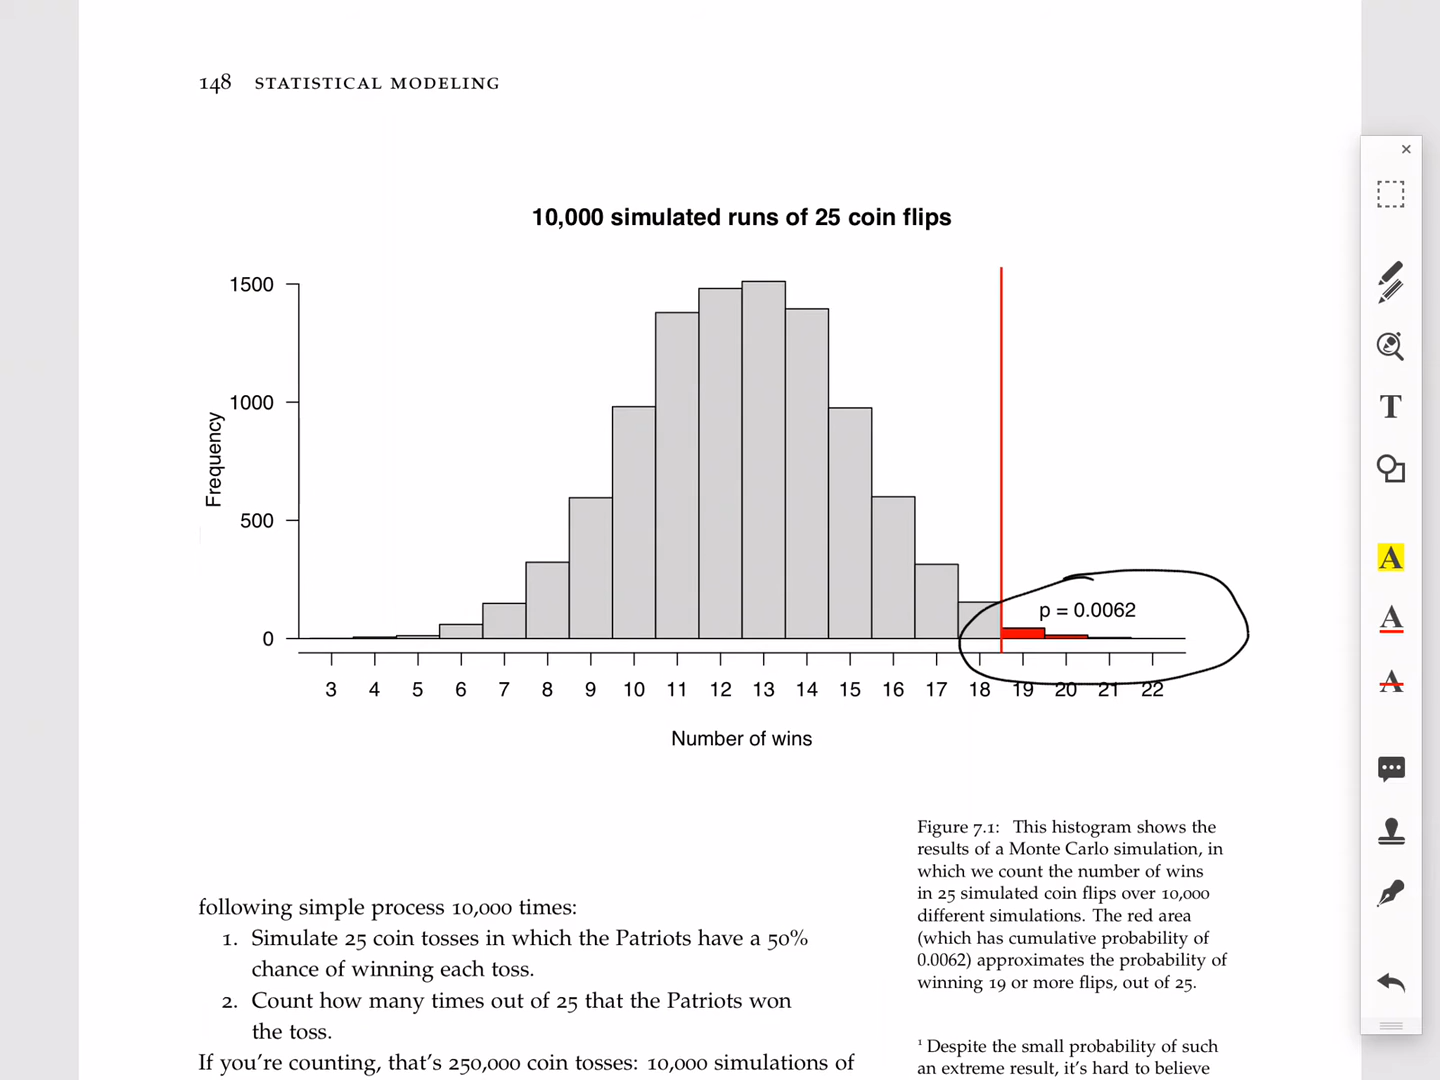 148 STATISTICAL MODELING
10,000 simulated runs of 25 coin flips
1500
1000
500
0
Frequency
p = 0.0062
3 4 5 6 7 8 9 10 11 12 13 14 15 16 17 18 19 20 21 22
Number of wins
Figure 7.1: This histogram shows the
results of a Monte Carlo simulation, in
which we count the number of wins
in 25 simulated coin flips over 10,000
different simulations. The red area
(which has cumulative probability of
0.0062) approximates the probability of
winning 19 or more flips, out of 25.
following simple process 10,000 times:
1. Simulate 25 coin tosses in which the Patriots have a 50%
chance of winning each toss.
2. Count how many times out of 25 that the Patriots won
the toss.
If you're counting, that's 250,000 coin tosses: 10,000 simulations of
1 Despite the small probability of such
an extreme result, it's hard to believe
T
A
A
A